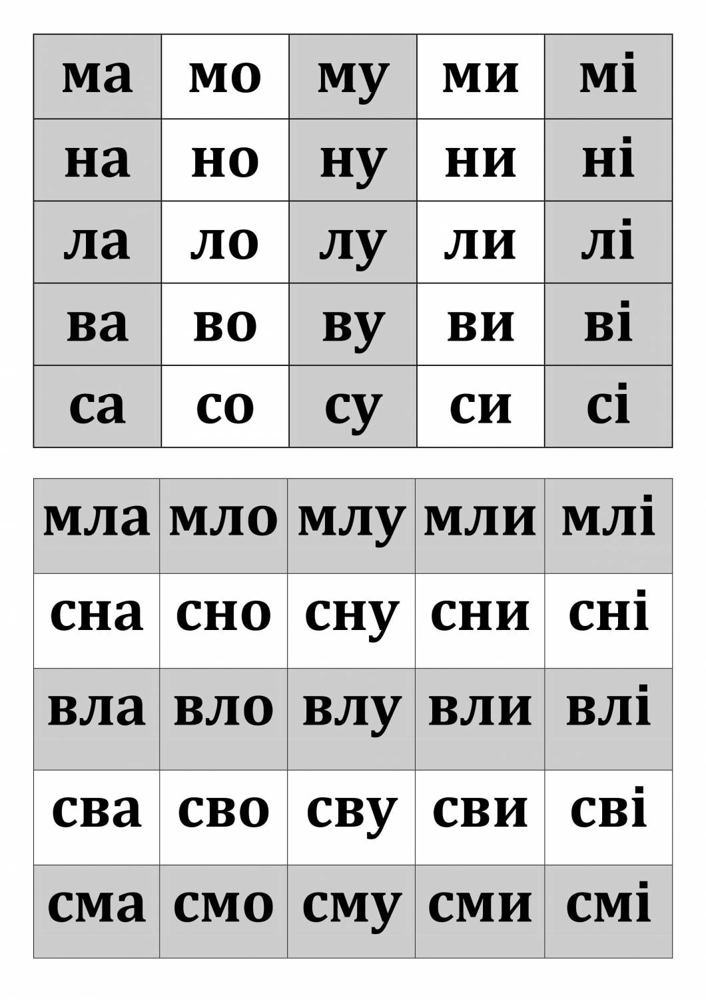 ма мо му ми мі
на но ну ни ні
ла ло лу ли лі
ва во ву ви ві
са со су си сі
мла мло млу мли млі
сна сно сну сни сні
вла вло влу вли влі
сва сво сву сви сві
сма смо сму сми смі